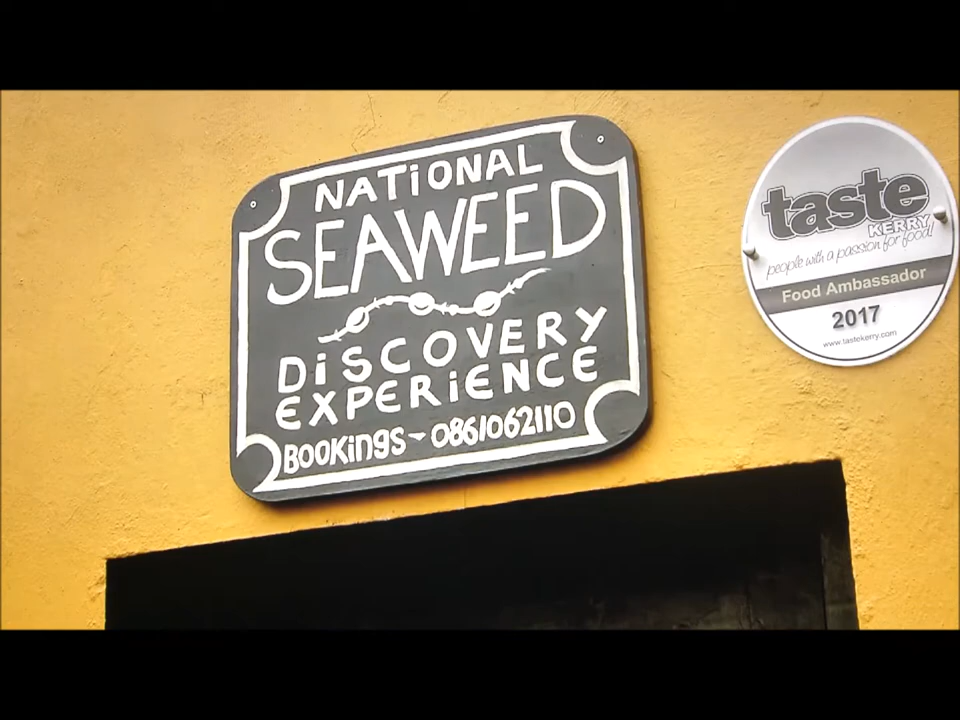 NATiONAL
SEAWEED
DiSCOVERY
EXPERiENCE
BOOKiNgS - 0861062110
taste
KERRY
people with a passion for food!
Food Ambassador
2017
www.tastekerry.com